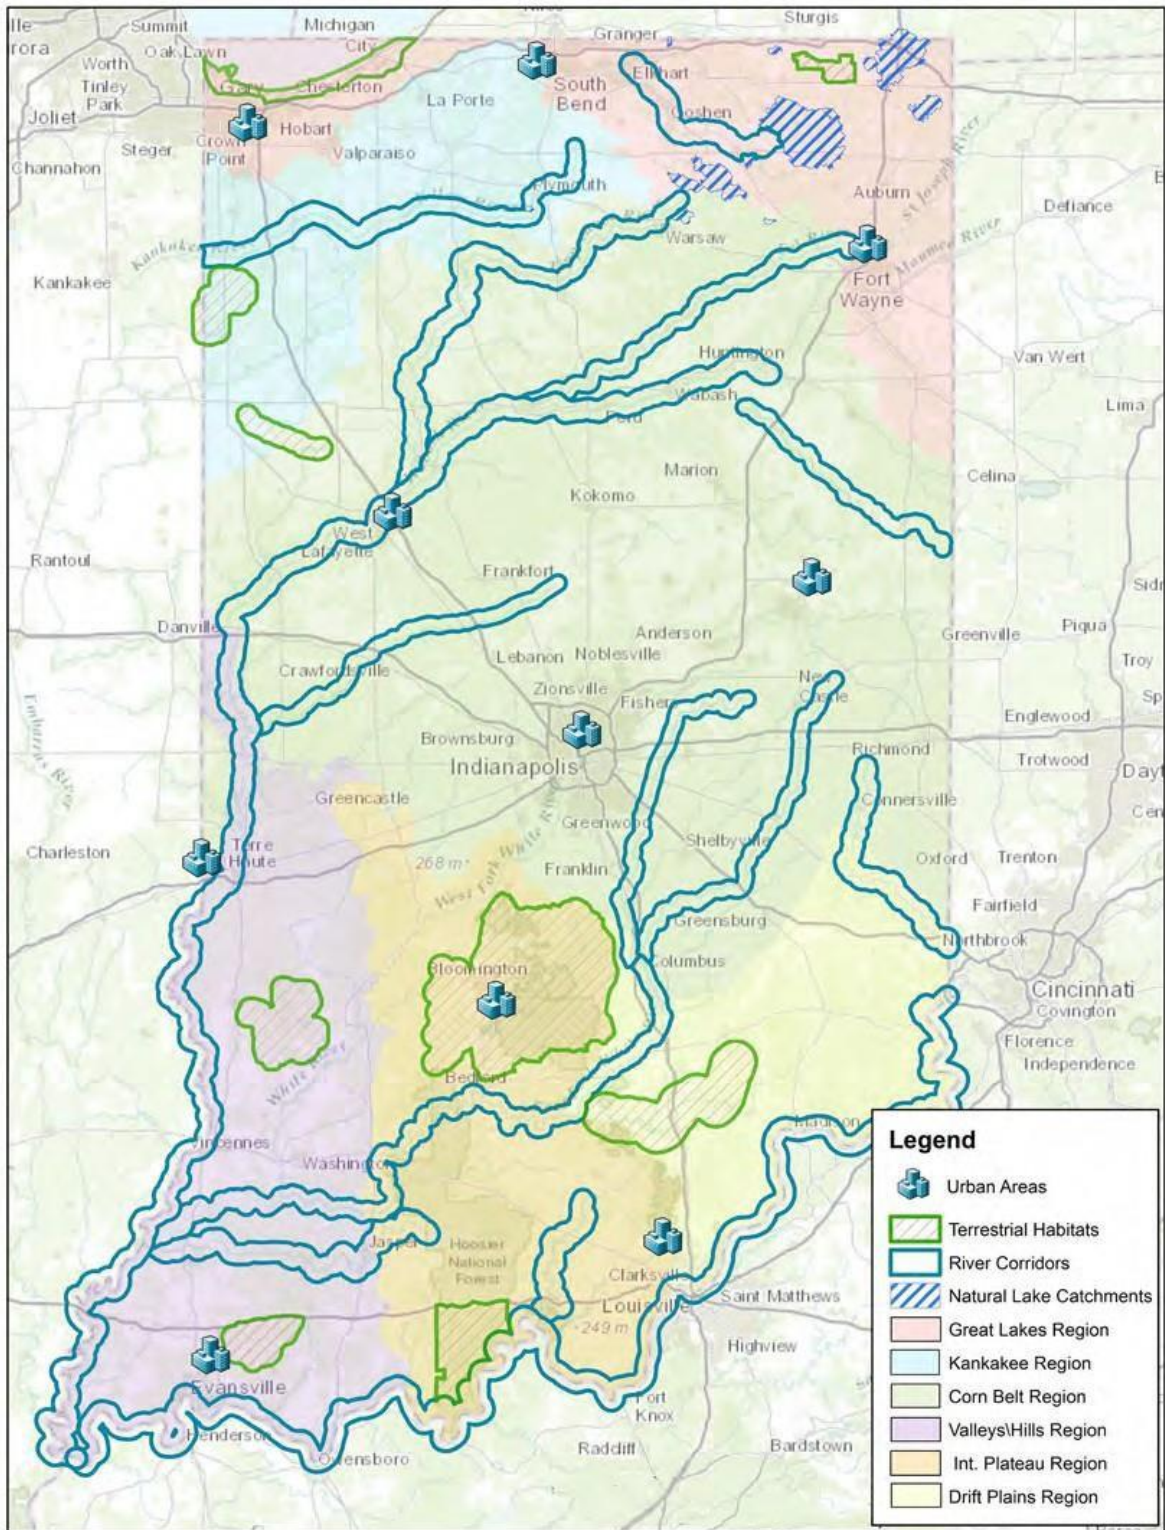 Sturgis
Michigan
City
Summit
Granger
Oak Lawn
Worth
Elkhart
South
Bend
Tinley
Park
Gary
Chesterton
La Porte
Goshen
Joliet
Hobart
Crown
Point
Steger
Valparaiso
Channahon
Plymouth
Auburn
St Joseph River
Defiance
Warsaw
Kankakee River
Maumee River
Kankakee
Fort
Wayne
Huntington
Van Wert
Wabash
Peru
Lima
Marion
Celina
Kokomo
West
Lafayette
Rantoul
Frankfort
Danville
Anderson
Greenville
Piqua
Lebanon
Noblesville
Troy
Crawfordsville
New
Castle
Zionsville
Fishers
Embarras River
Englewood
Brownsburg
Richmond
Trotwood
Indianapolis
Greencastle
Connersville
Greenwood
Shelbyville
Charleston
Terre
Haute
268 m
West Fork White River
Franklin
Oxford
Trenton
Fairfield
Greensburg
Northbrook
Columbus
Bloomington
Cincinnati
Covington
Florence
Independence
White River
Bedford
Madison
Vincennes
Washington
Jasper
Hoosier
National
Forest
Clarksville
Louisville
Saint Matthews
249 m
Highview
Evansville
Fort
Knox
Henderson
Radcliff
Bardstown
Owensboro
Legend
Urban Areas
Terrestrial Habitats
River Corridors
Natural Lake Catchments
Great Lakes Region
Kankakee Region
Corn Belt Region
Valleys\Hills Region
Int. Plateau Region
Drift Plains Region